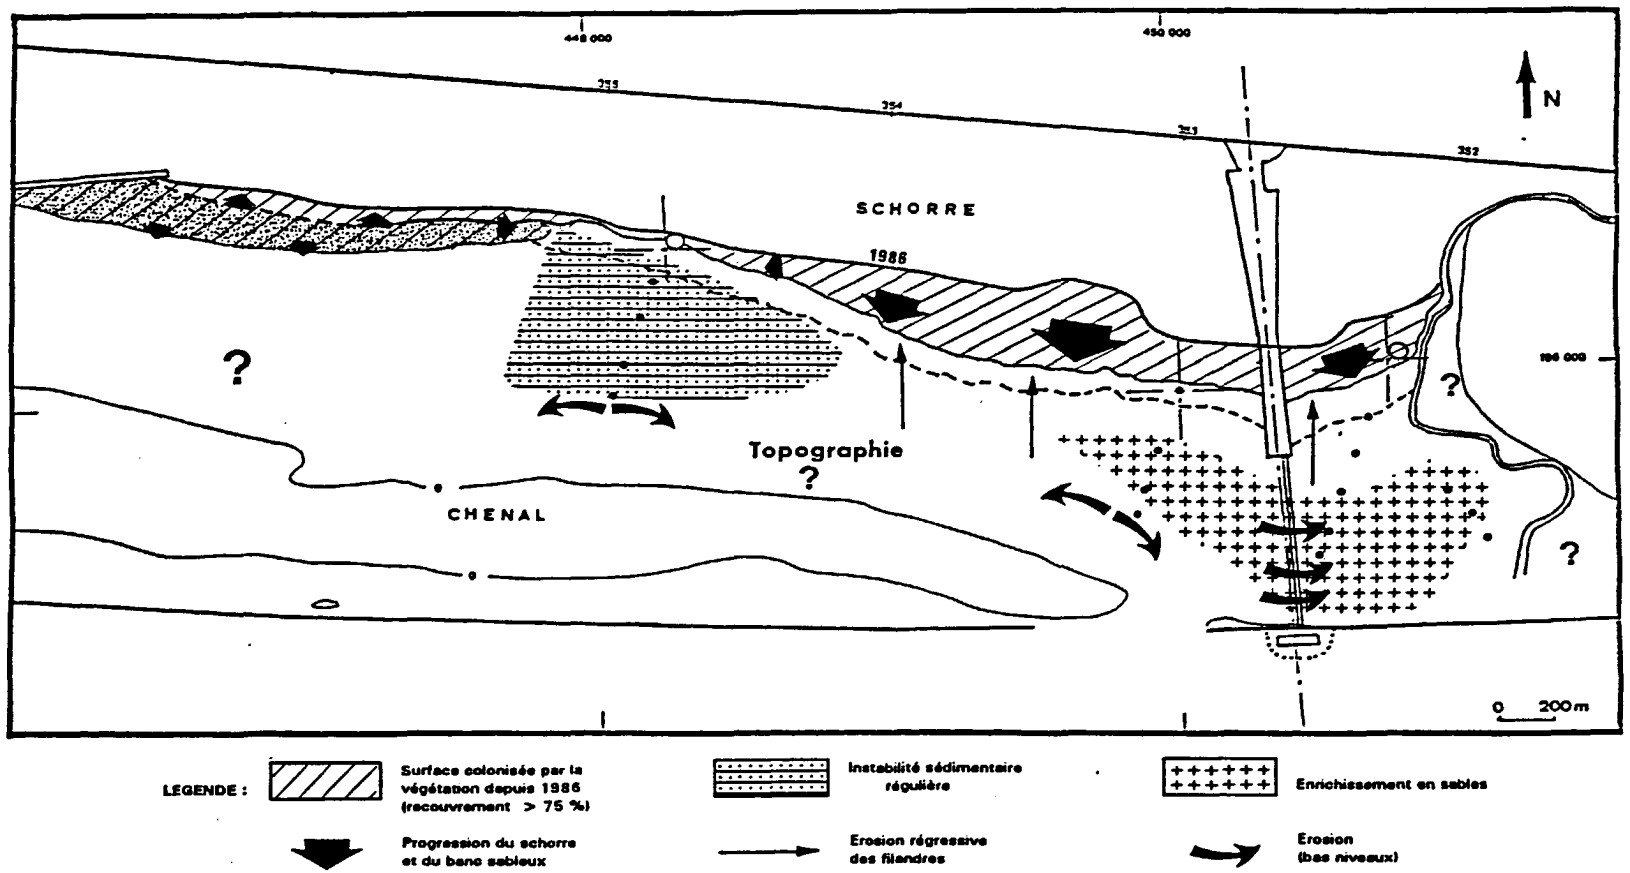 448 000
450 000
355
354
353
352
N
SCHORRE
1986
196 000
?
?
Topographie
?
CHENAL
?
0 200m
LEGENDE :
Surface colonisée par la
végétation depuis 1986
(recouvrement > 75 %)
Instabilité sédimentaire
régulière
Enrichissement en sables
Progression du schorre
et du banc sableux
Erosion régressive
des filandres
Erosion
(bas niveaux)